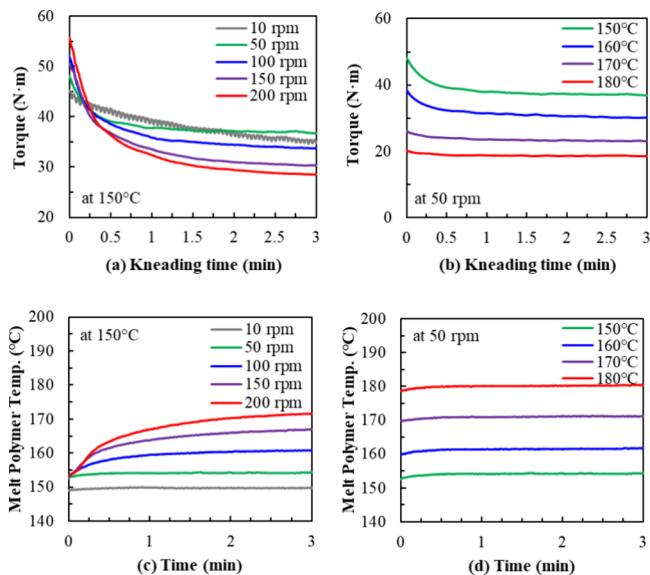 60
50
40
30
20
Torque (N·m)
10 rpm
50 rpm
100 rpm
150 rpm
200 rpm
at 150°C
0 0.5 1 1.5 2 2.5 3
(a) Kneading time (min)
60
40
20
0
Torque (N·m)
150°C
160°C
170°C
180°C
at 50 rpm
0 0.5 1 1.5 2 2.5 3
(b) Kneading time (min)
200
190
180
170
160
150
140
Melt Polymer Temp. (°C)
at 150°C
10 rpm
50 rpm
100 rpm
150 rpm
200 rpm
0 1 2 3
(c) Time (min)
200
190
180
170
160
150
140
Melt Polymer Temp. (°C)
at 50 rpm
150°C
160°C
170°C
180°C
0 1 2 3
(d) Time (min)